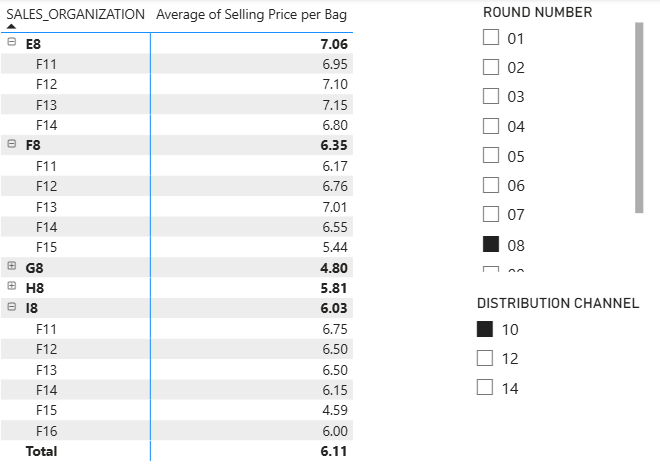 SALES_ORGANIZATION Average of Selling Price per Bag
E8 7.06
F11 6.95
F12 7.10
F13 7.15
F14 6.80
F8 6.35
F11 6.17
F12 6.76
F13 7.01
F14 6.55
F15 5.44
G8 4.80
H8 5.81
I8 6.03
F11 6.75
F12 6.50
F13 6.50
F14 6.15
F15 4.59
F16 6.00
Total 6.11
ROUND NUMBER
01
02
03
04
05
06
07
08
DISTRIBUTION CHANNEL
10
12
14